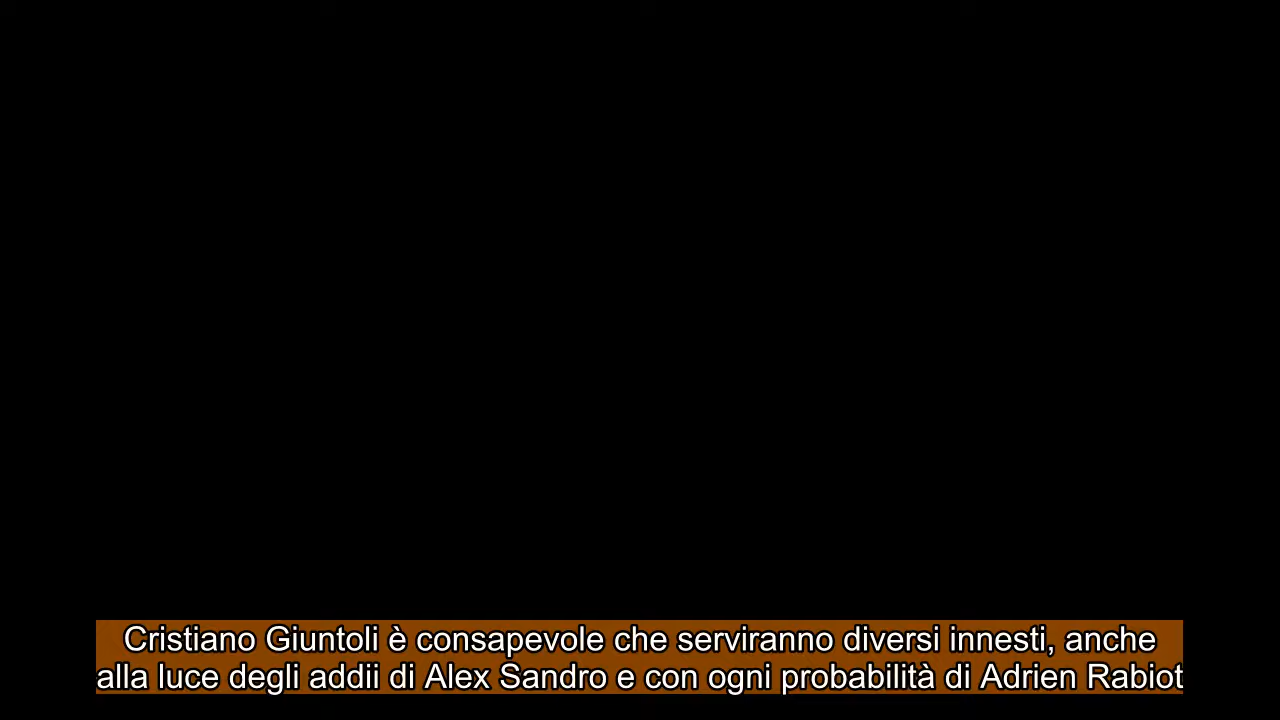 Cristiano Giuntoli è consapevole che serviranno diversi innesti, anche
alla luce degli addii di Alex Sandro e con ogni probabilità di Adrien Rabiot